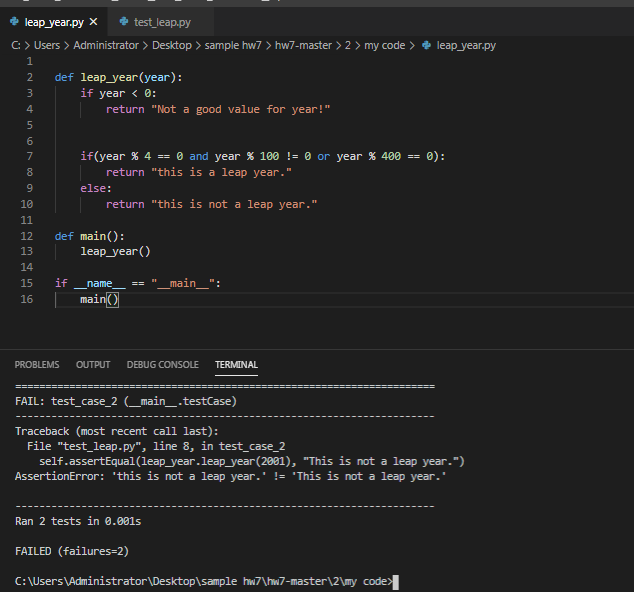 leap_year.py ✕ test_leap.py
C: > Users > Administrator > Desktop > sample hw7 > hw7-master > 2 > my code > leap_year.py
1
2 def leap_year(year):
3     if year < 0:
4         return "Not a good value for year!"
5
6
7     if(year % 4 == 0 and year % 100 != 0 or year % 400 == 0):
8         return "this is a leap year."
9     else:
10         return "this is not a leap year."
11
12 def main():
13     leap_year()
14
15 if __name__ == "__main__":
16     main()
PROBLEMS OUTPUT DEBUG CONSOLE TERMINAL
======================================================================
FAIL: test_case_2 (__main__.testCase)
----------------------------------------------------------------------
Traceback (most recent call last):
  File "test_leap.py", line 8, in test_case_2
    self.assertEqual(leap_year.leap_year(2001), "This is not a leap year.")
AssertionError: 'this is not a leap year.' != 'This is not a leap year.'
----------------------------------------------------------------------
Ran 2 tests in 0.001s
FAILED (failures=2)
C:\Users\Administrator\Desktop\sample hw7\hw7-master\2\my code>